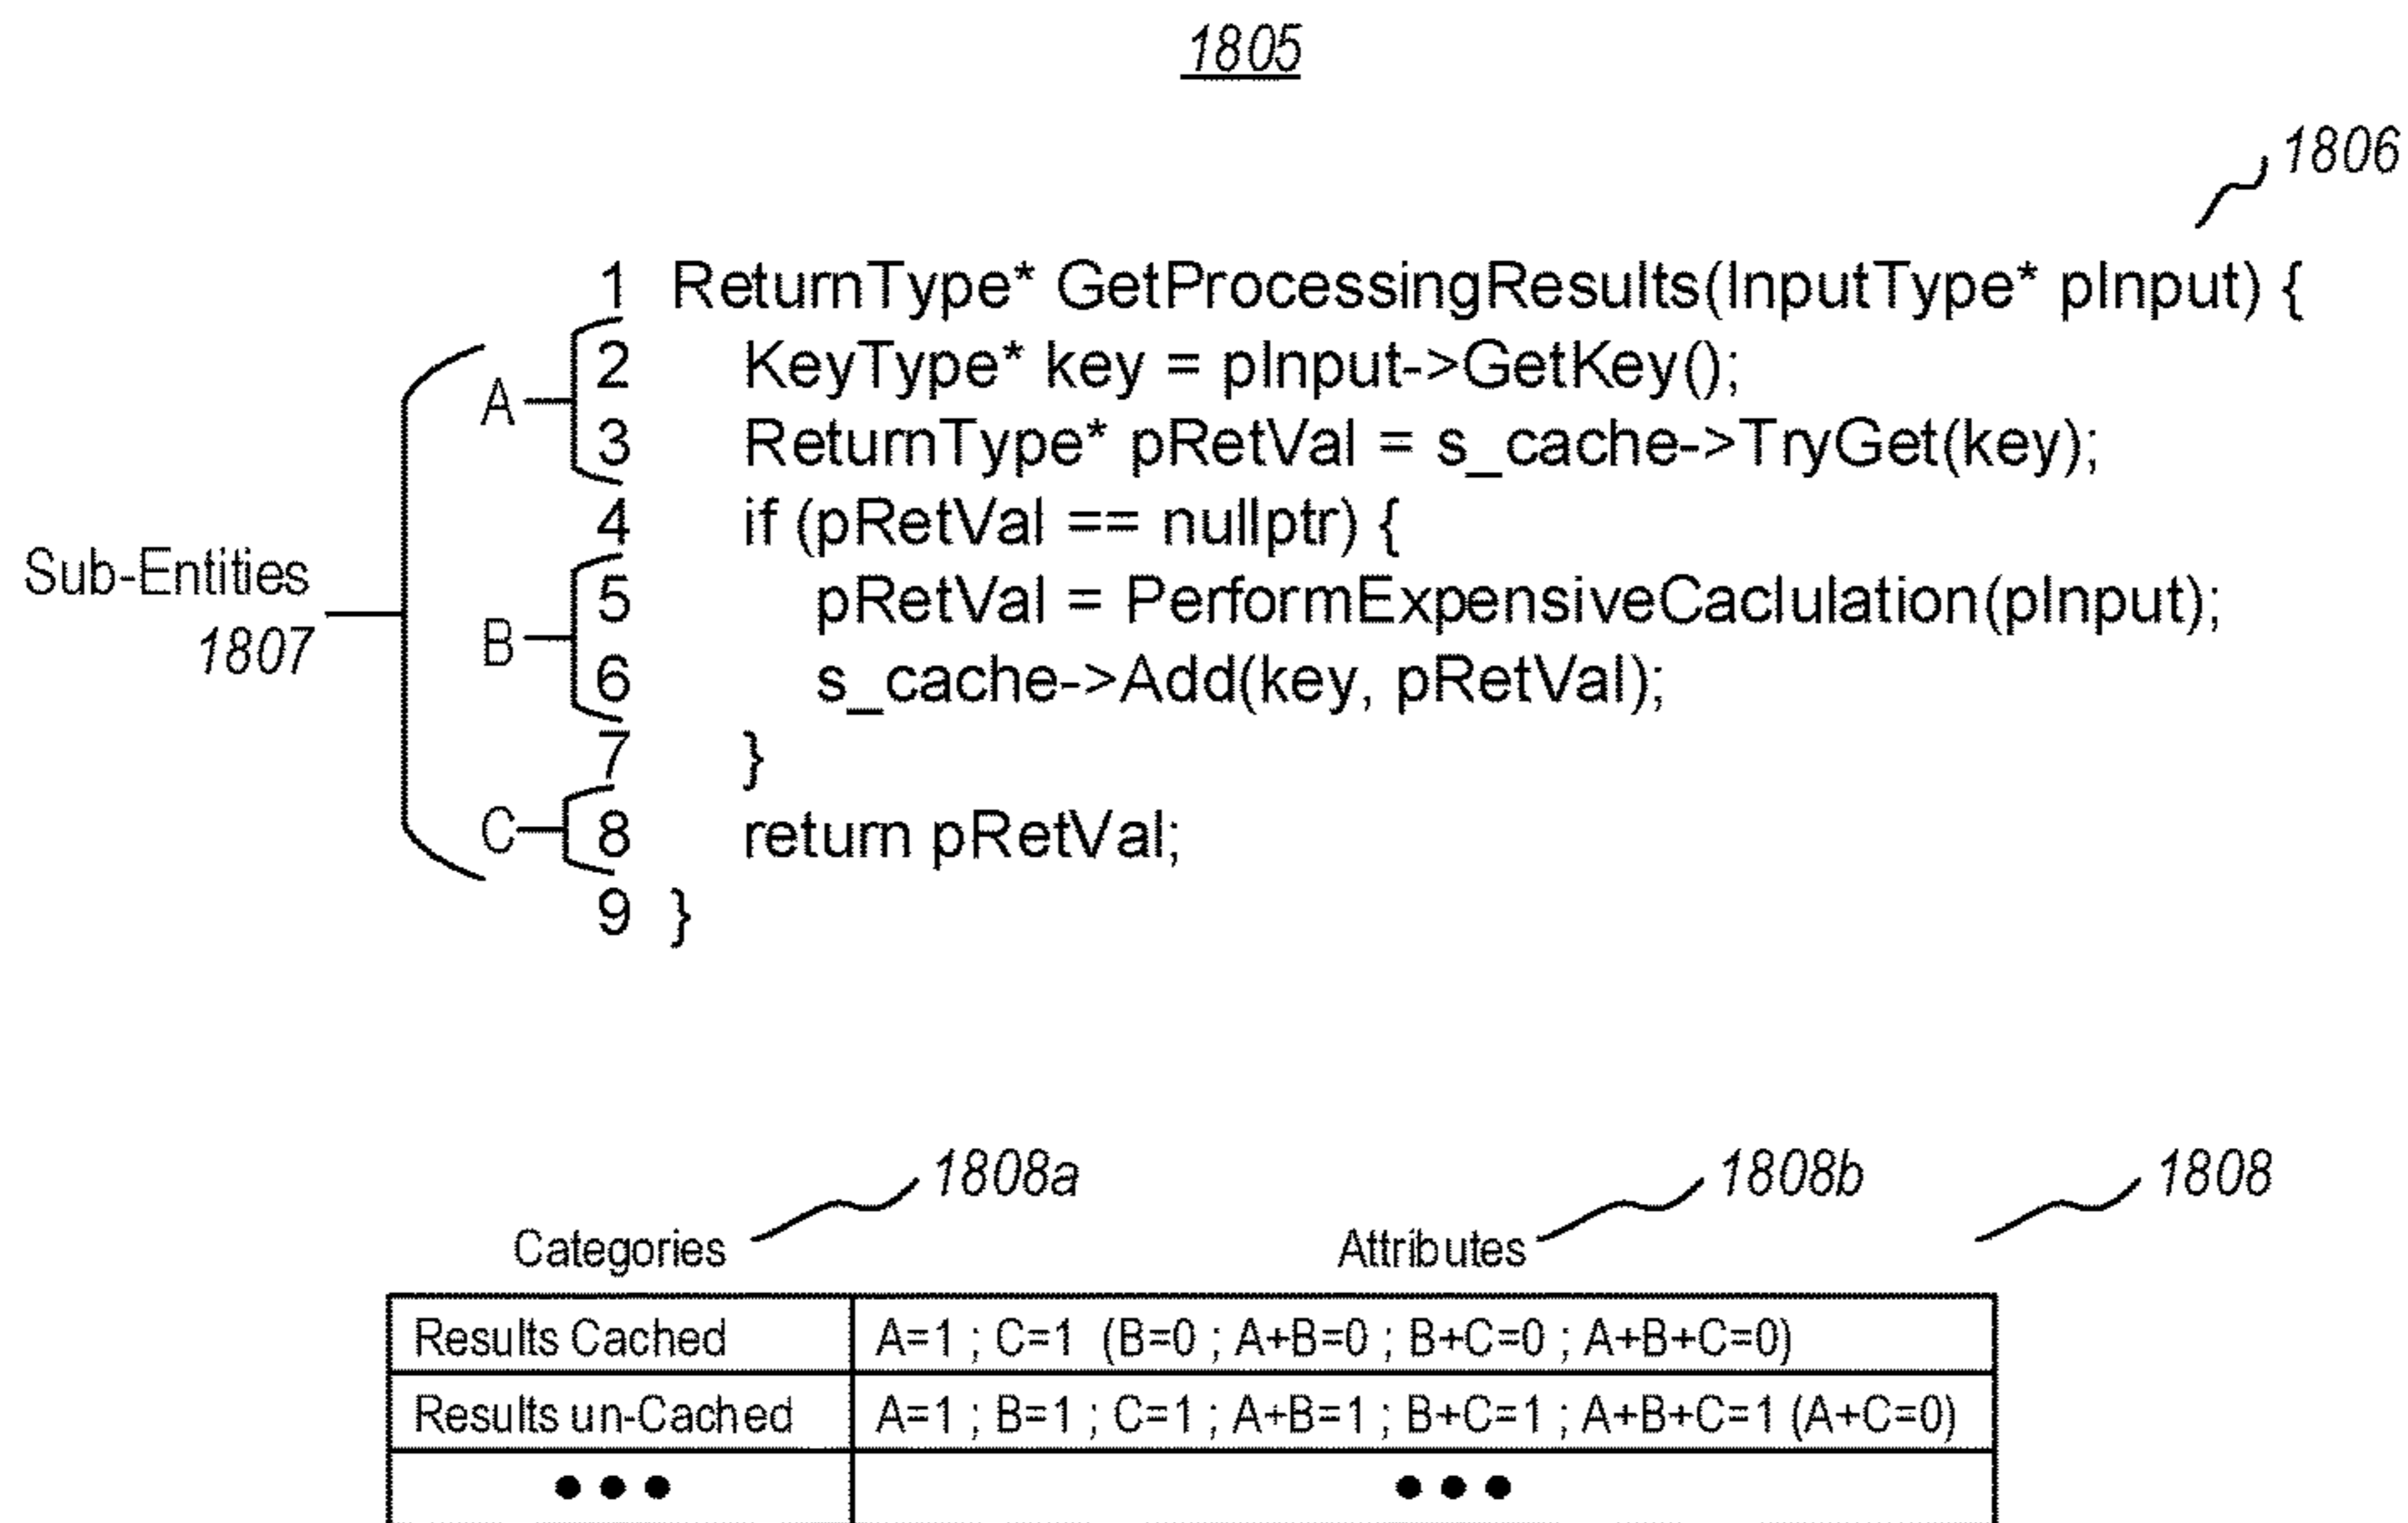 1805
1806
1 ReturnType* GetProcessingResults(InputType* pInput) {
2 KeyType* key = pInput->GetKey();
A
3 ReturnType* pRetVal = s_cache->TryGet(key);
4 if (pRetVal == nullptr) {
Sub-Entities
1807
5 pRetVal = PerformExpensiveCaclulation(pInput);
B
6 s_cache->Add(key, pRetVal);
7 }
C 8 return pRetVal;
9 }
1808a 1808b 1808
Categories Attributes
Results Cached A=1 ; C=1 (B=0 ; A+B=0 ; B+C=0 ; A+B+C=0)
Results un-Cached A=1 ; B=1 ; C=1 ; A+B=1 ; B+C=1 ; A+B+C=1 (A+C=0)